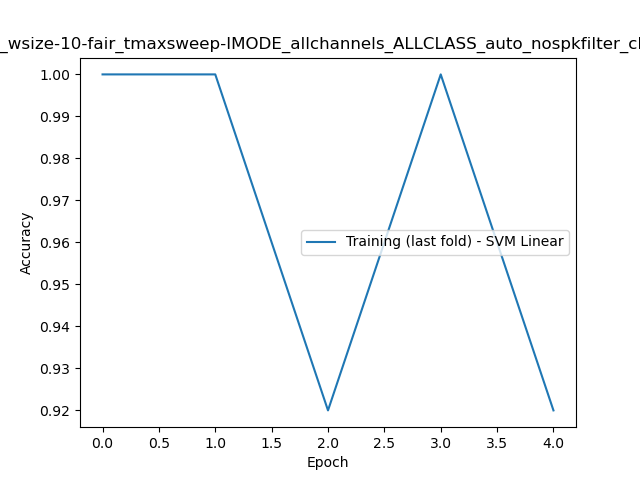 _wsize-10-fair_tmaxsweep-IMODE_allchannels_ALLCLASS_auto_nospkfilter_cl
1.00
0.99
0.98
0.97
0.96
0.95
0.94
0.93
0.92
Accuracy
Training (last fold) - SVM Linear
0.0 0.5 1.0 1.5 2.0 2.5 3.0 3.5 4.0
Epoch